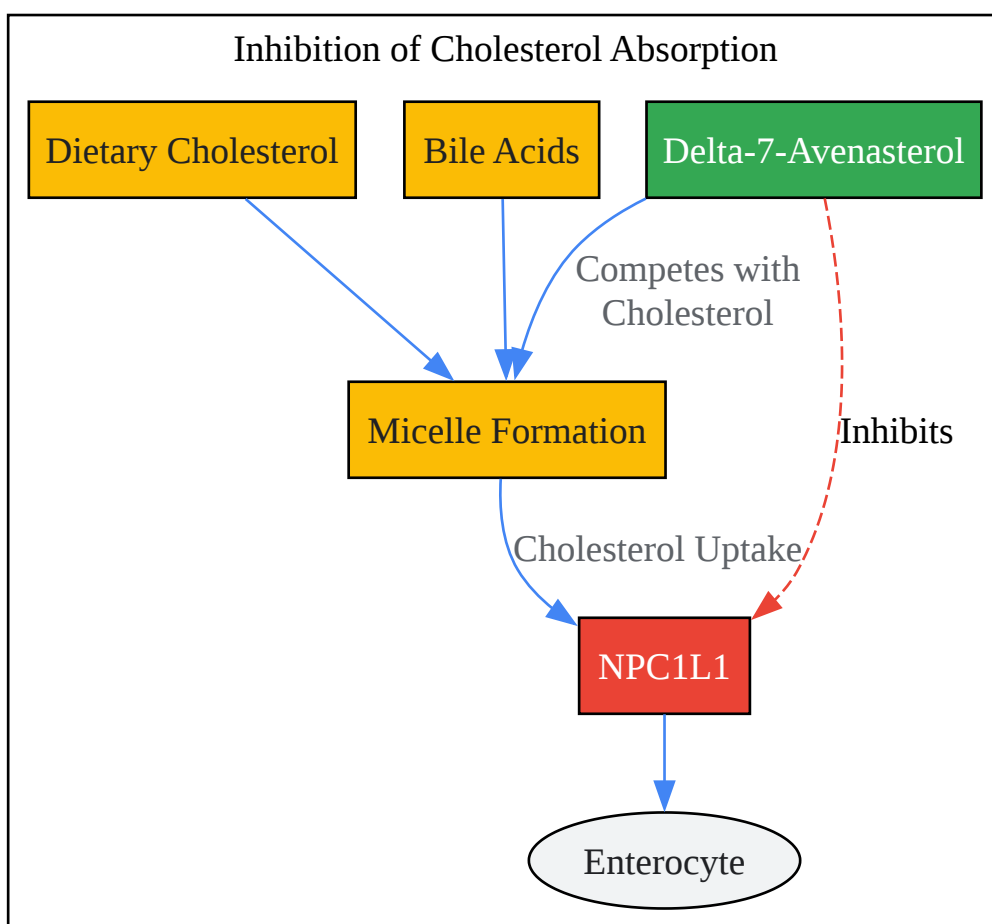 Inhibition of Cholesterol Absorption
Dietary Cholesterol
Bile Acids
Delta-7-Avenasterol
Competes with
Cholesterol
Micelle Formation
Inhibits
Cholesterol Uptake
NPC1L1
Enterocyte